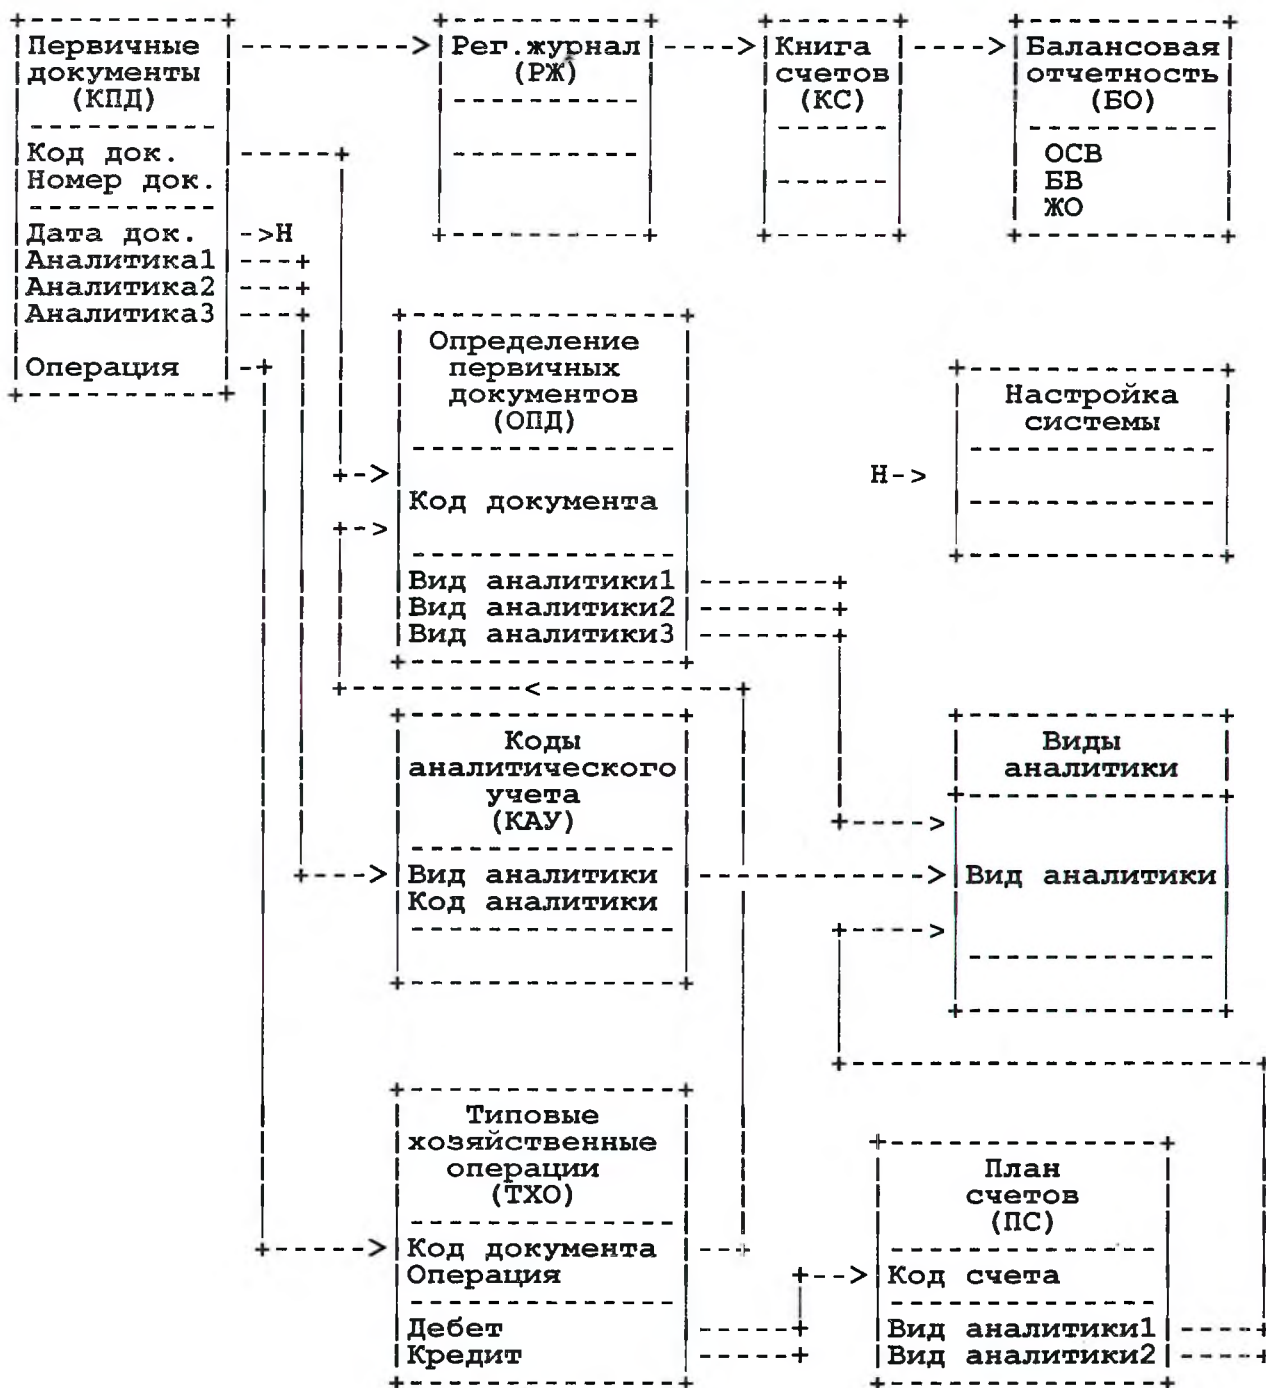 Первичные документы (КПД)
Код док.
Номер док.
Дата док. ->Н
Аналитика1
Аналитика2
Аналитика3
Операция
Рег.журнал (РЖ)
Книга счетов (КС)
Балансовая отчетность (БО)
ОСВ
БВ
ЖО
Определение первичных документов (ОПД)
Код документа
Вид аналитики1
Вид аналитики2
Вид аналитики3
Настройка системы
Н->
Коды аналитического учета (КАУ)
Вид аналитики
Код аналитики
Виды аналитики
Вид аналитики
Типовые хозяйственные операции (ТХО)
Код документа
Операция
Дебет
Кредит
План счетов (ПС)
Код счета
Вид аналитики1
Вид аналитики2